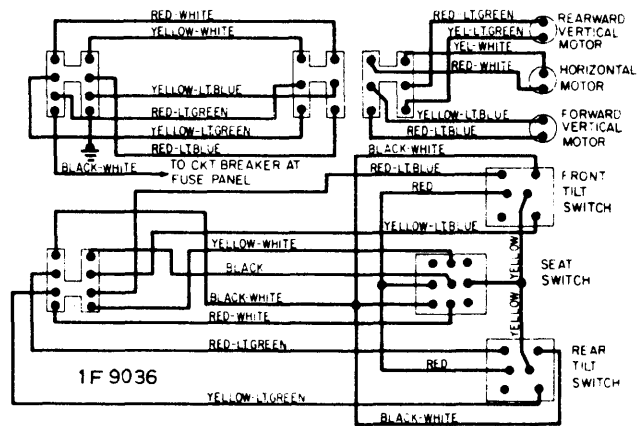 RED-WHITE
YELLOW-WHITE
YELLOW-LT.BLUE
RED-LT.GREEN
YELLOW-LT.GREEN
RED-LT.BLUE
BLACK-WHITE
TO CKT BREAKER AT
FUSE PANEL
RED-LT.GREEN
YEL-LT.GREEN
YEL-WHITE
RED-WHITE
YELLOW-LT.BLUE
RED-LT.BLUE
REARWARD
VERTICAL
MOTOR
HORIZONTAL
MOTOR
FORWARD
VERTICAL
MOTOR
BLACK-WHITE
RED-LT.BLUE
RED
YELLOW-LT.BLUE
FRONT
TILT
SWITCH
YELLOW-WHITE
BLACK
BLACK-WHITE
RED-WHITE
YELLOW
YELLOW
SEAT
SWITCH
RED-LT.GREEN
RED
REAR
TILT
SWITCH
1F 9036
YELLOW-LT.GREEN
BLACK-WHITE